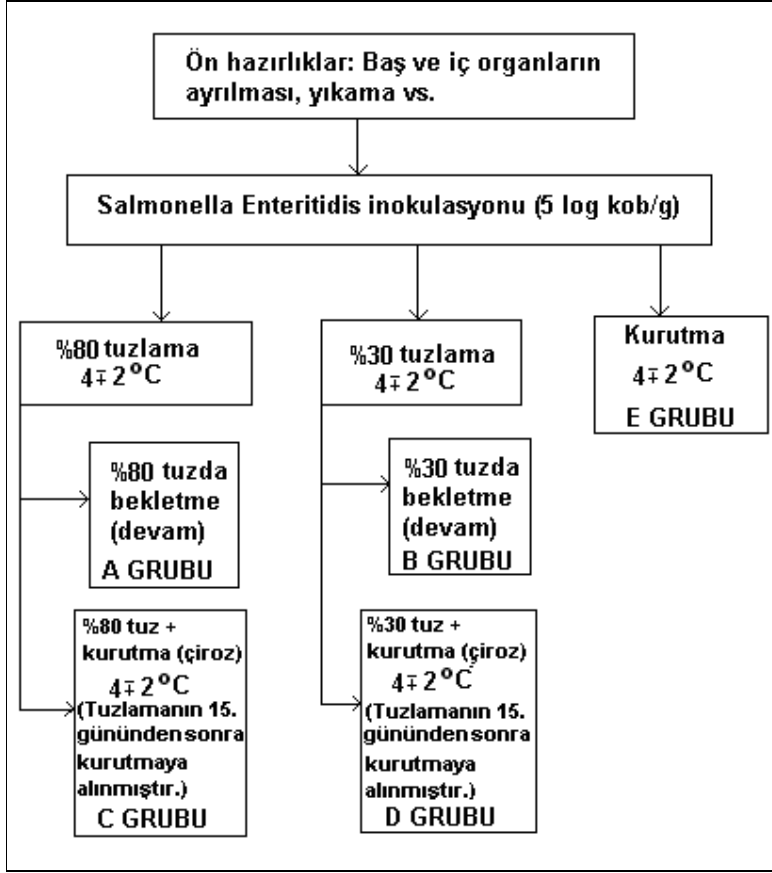 Ön hazırlıklar: Baş ve iç organların
ayrılması, yıkama vs.
Salmonella Enteritidis inokulasyonu (5 log kob/g)
%80 tuzlama
4∓2°C
%30 tuzlama
4∓2°C
Kurutma
4∓2°C
E GRUBU
%80 tuzda
bekletme
(devam)
A GRUBU
%30 tuzda
bekletme
(devam)
B GRUBU
%80 tuz +
kurutma (çiroz)
4∓2°C
(Tuzlamanın 15.
gününden sonra
kurutmaya
alınmıştır.)
C GRUBU
%30 tuz +
kurutma (çiroz)
4∓2°C
(Tuzlamanın 15.
gününden sonra
kurutmaya
alınmıştır.)
D GRUBU